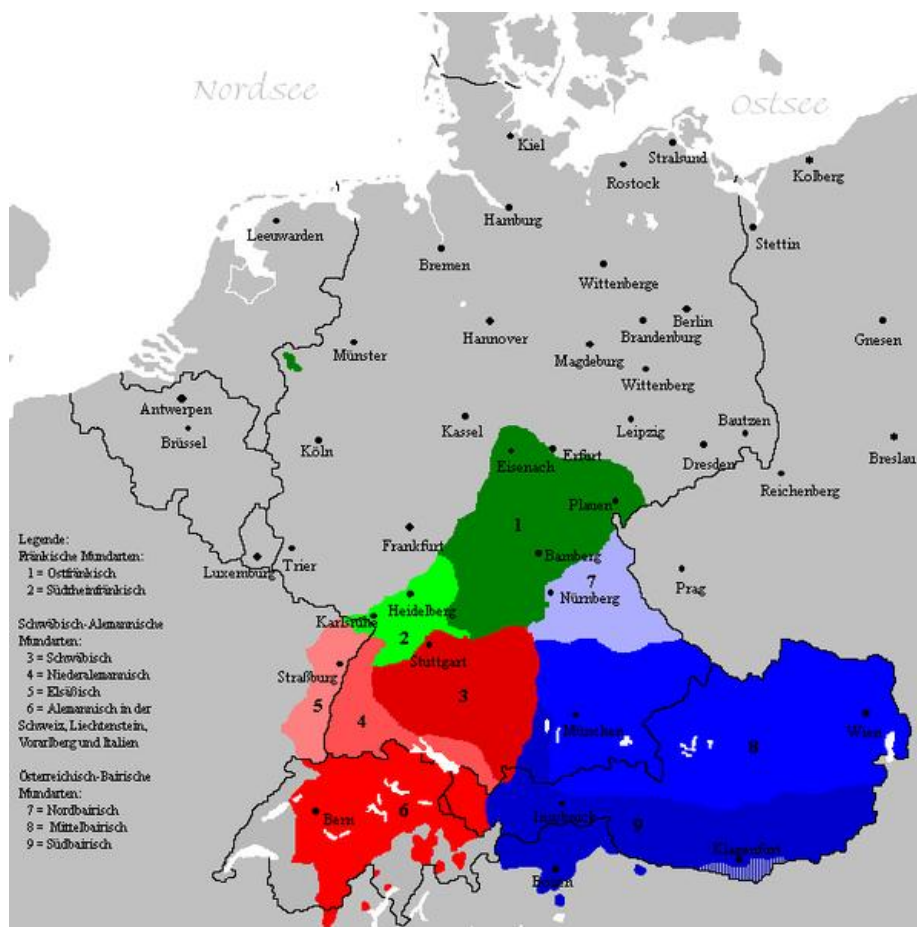 Nordsee
Ostsee
Kiel
Stralsund
Rostock
Kolberg
Hamburg
Leeuwarden
Stettin
Bremen
Wittenberge
Berlin
Hannover
Brandenburg
Gnesen
Münster
Magdeburg
Wittenberg
Antwerpen
Brüssel
Kassel
Leipzig
Bautzen
Köln
Eisenach
Erfurt
Dresden
Breslau
Reichenberg
Plauen
1
Frankfurt
Bamberg
Luxemburg
Trier
7
Nürnberg
Prag
Heidelberg
Karlsruhe
2
Stuttgart
Straßburg
3
5
4
München
Wien
8
Bern
6
Innsbruck
9
Klagenfurt
Bozen
Legende:
Fränkische Mundarten:
1 = Ostfränkisch
2 = Südrheinfränkisch
Schwäbisch-Alemannische
Mundarten:
3 = Schwäbisch
4 = Niederalemannisch
5 = Elsäßisch
6 = Alemannisch in der
Schweiz, Liechtenstein,
Vorarlberg und Italien
Österreichisch-Bairische
Mundarten:
7 = Nordbairisch
8 = Mittelbairisch
9 = Südbairisch